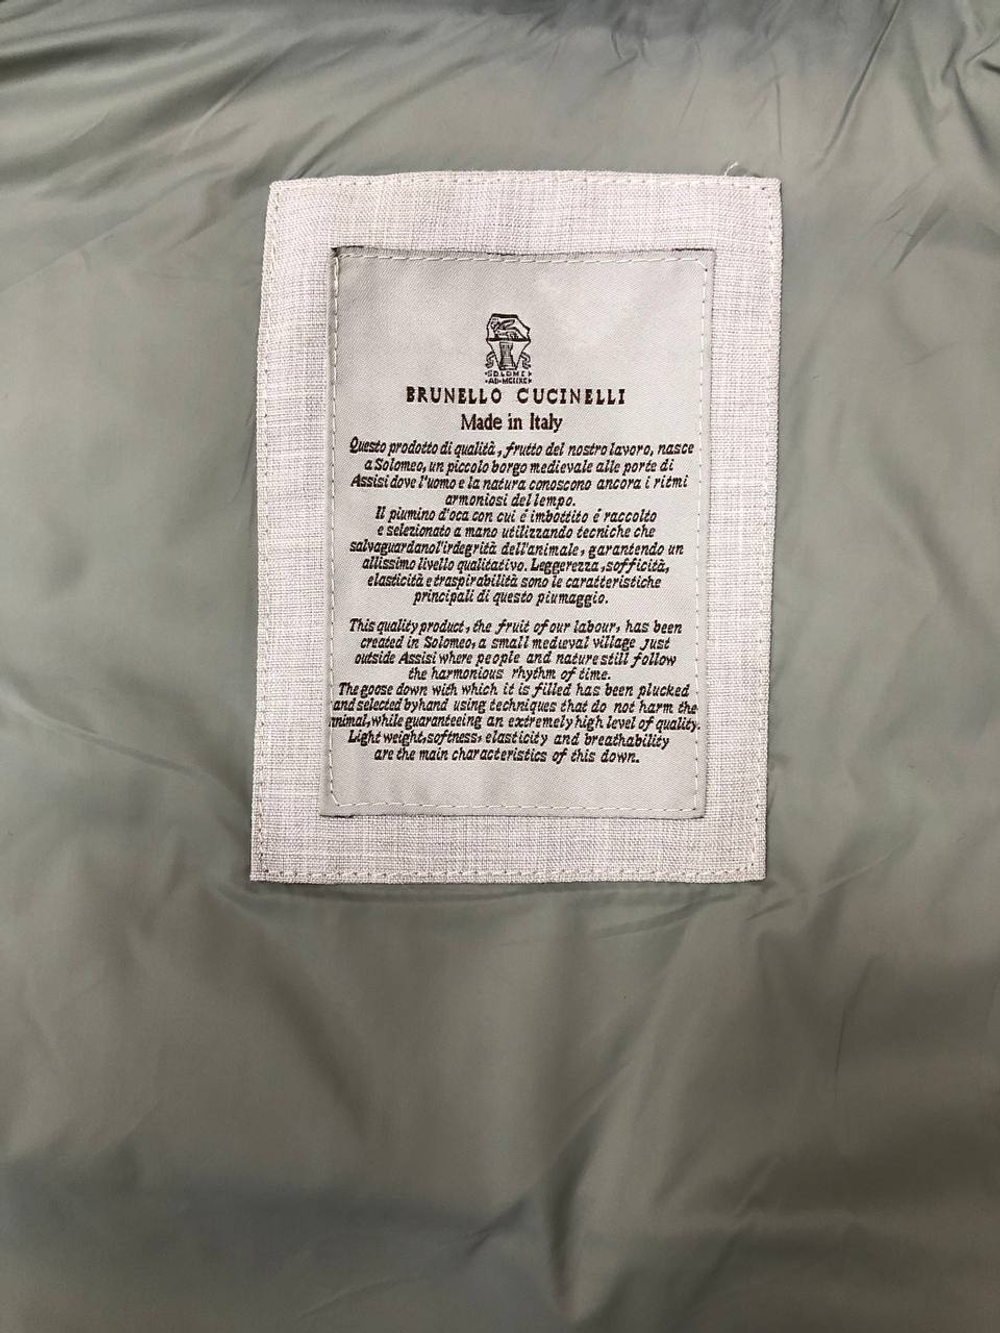 SOLOMEO
BRUNELLO CUCINELLI
Made in Italy
Questo prodotto di qualità, frutto del nostro lavoro, nasce
a Solomeo, un piccolo borgo medievale alle porte di
Assisi dove l'uomo e la natura conoscono ancora i ritmi
armoniosi del lempo.
Il piumino d'oca con cui é imbottito é raccolto
e selezionato a mano utilizzando tecniche che
salvaguardanol'irdegrità dell'animale, garantendo un
allissimo livello qualitativo. Leggerezza, sofficità,
elasticità e traspirabilità sono le caratteristiche
principali di questo piumaggio.
This quality product, the fruit of our labour, has been
created in Solomeo, a small medieval village just
outside Assisi where people and nature still follow
the harmonious rhythm of time.
The goose down with which it is filled has been plucked
and selected by hand using techniques that do not harm the
animal, while guaranteeing an extremely high level of quality.
Light weight, softness, elasticity and breathability
are the main characteristics of this down.